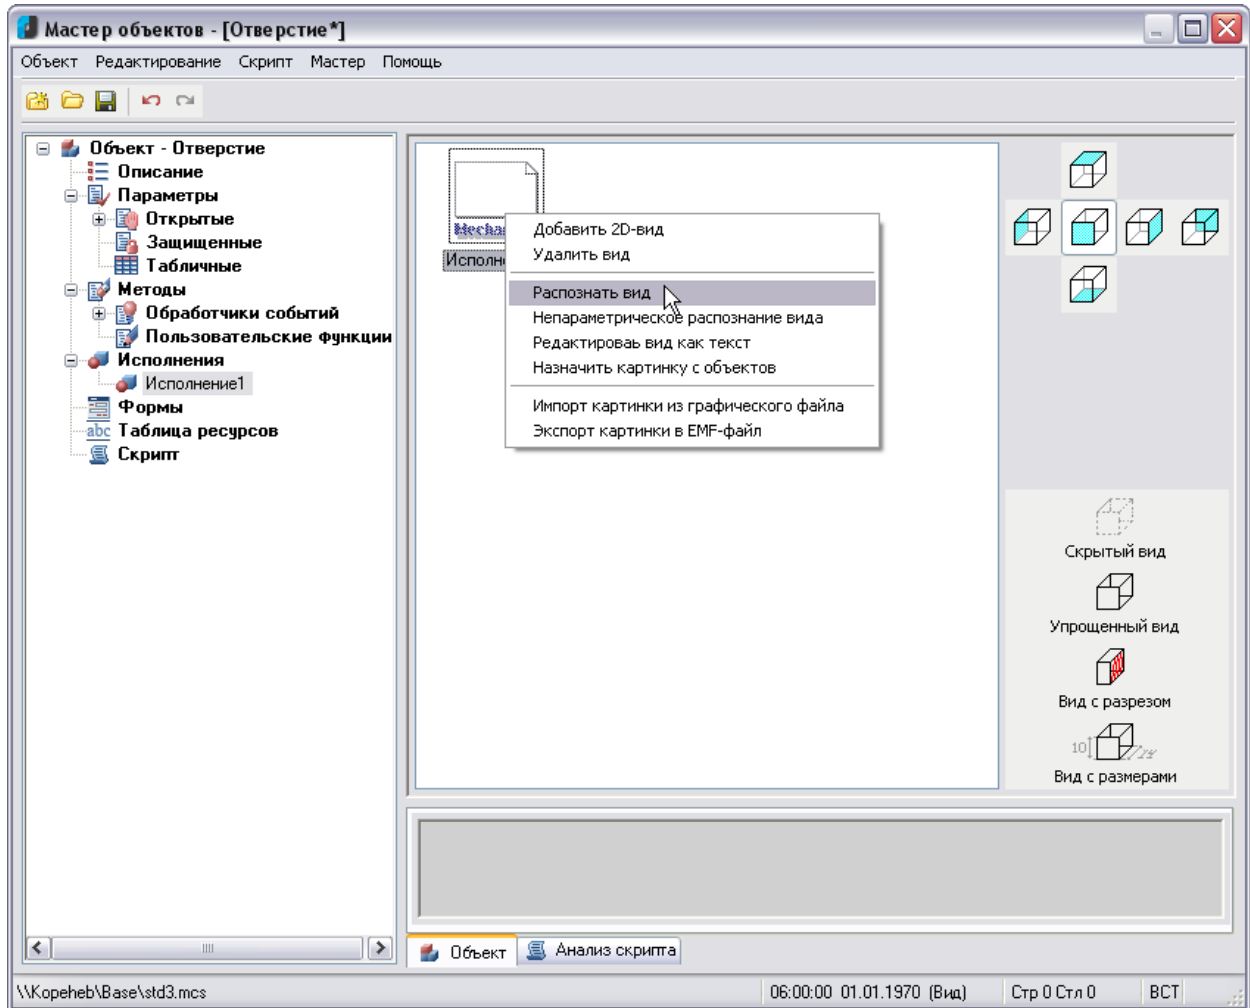 Мастер объектов - [Отверстие*]
Объект Редактирование Скрипт Мастер Помощь
Объект - Отверстие
Описание
Параметры
Открытые
Защищенные
Табличные
Методы
Обработчики событий
Пользовательские функции
Исполнения
Исполнение1
Формы
abc Таблица ресурсов
Скрипт
Добавить 2D-вид
Удалить вид
Распознать вид
Непараметрическое распознание вида
Редактироваь вид как текст
Назначить картинку с объектов
Импорт картинки из графического файла
Экспорт картинки в EMF-файл
Скрытый вид
Упрощенный вид
Вид с разрезом
10
Вид с размерами
Объект Анализ скрипта
\\Kopeheb\Base\std3.mcs 06:00:00 01.01.1970 (Вид) Стр 0 Стл 0 ВСТ